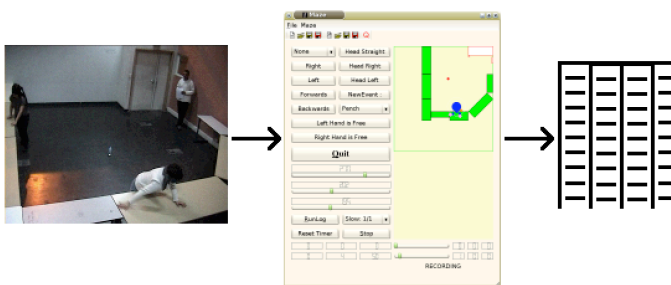 Maze
File Maze
None Head Straight
Right Head Right
Left Head Left
Forwards NewEvent :
Backwards Pench
Left Hand is Free
Right Hand is Free
Quit
RunLog Slow: 1/1
Reset Timer Stop
RECORDING